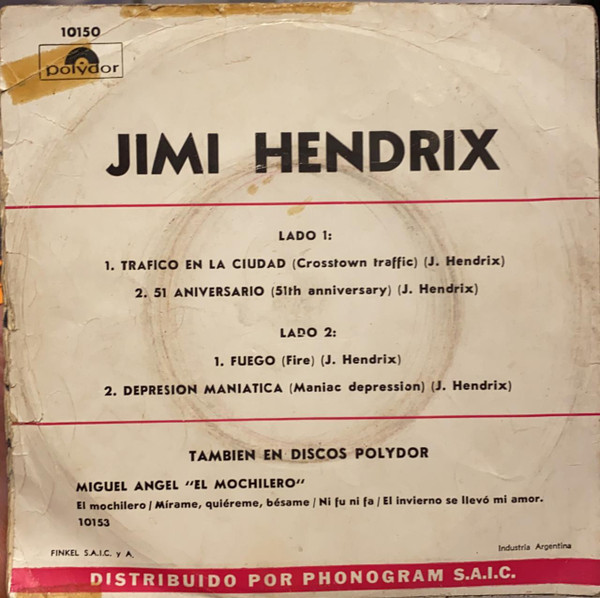 10150
polydor
JIMI HENDRIX
LADO 1:
1. TRAFICO EN LA CIUDAD (Crosstown traffic) (J. Hendrix)
2. 51 ANIVERSARIO (51th anniversary) (J. Hendrix)
LADO 2:
1. FUEGO (Fire) (J. Hendrix)
2. DEPRESION MANIATICA (Maniac depression) (J. Hendrix)
TAMBIEN EN DISCOS POLYDOR
MIGUEL ANGEL "EL MOCHILERO"
El mochilero / Mírame, quiéreme, bésame / Ni fu ni fa / El invierno se llevó mi amor.
10153
FINKEL S.A.I.C. y A.
Industria Argentina
DISTRIBUIDO POR PHONOGRAM S.A.I.C.